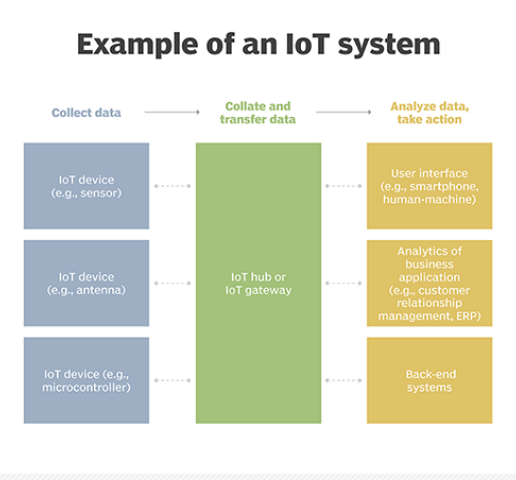 Example of an IoT system
Collect data
Collate and
transfer data
Analyze data,
take action
IoT device
(e.g., sensor)
IoT device
(e.g., antenna)
IoT device (e.g.,
microcontroller)
IoT hub or
IoT gateway
User interface
(e.g., smartphone,
human-machine)
Analytics of
business
application
(e.g., customer
relationship
management, ERP)
Back-end
systems